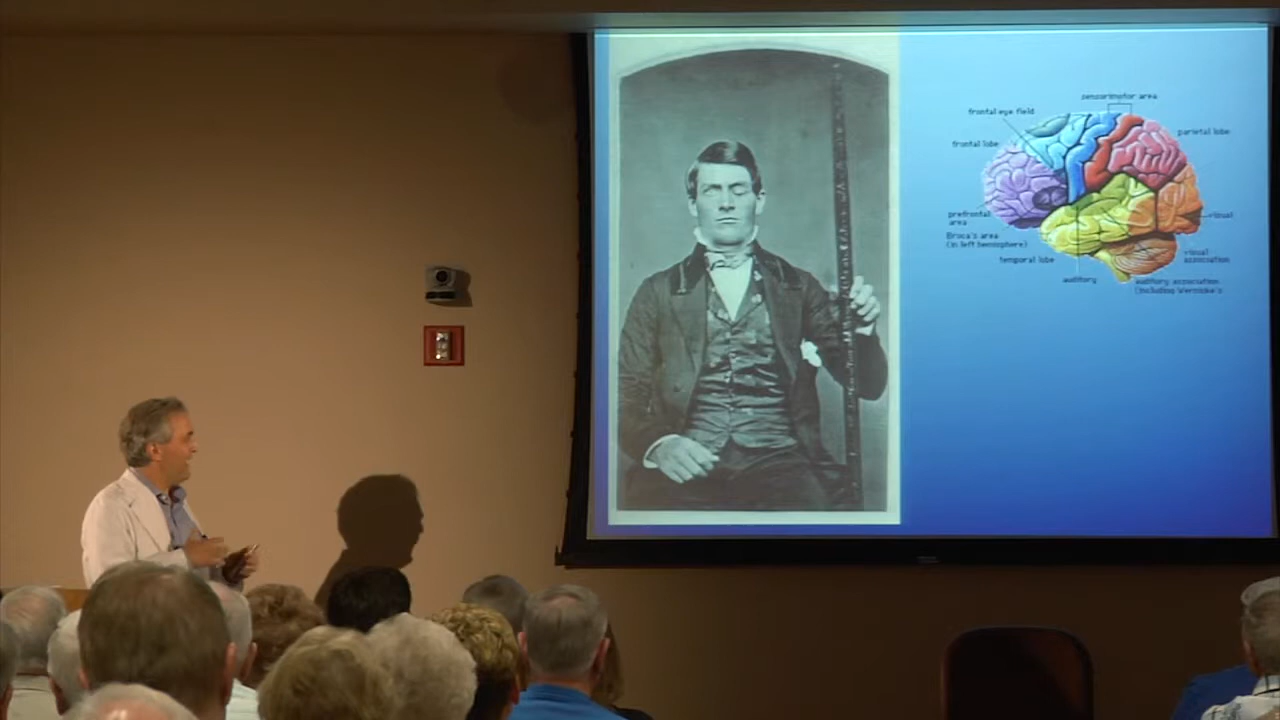 sensorimotor area
frontal eye field
parietal lobe
frontal lobe
prefrontal
area
visual
Broca's area
(in left hemisphere)
visual
association
temporal lobe
auditory
auditory association
(including Wernicke's